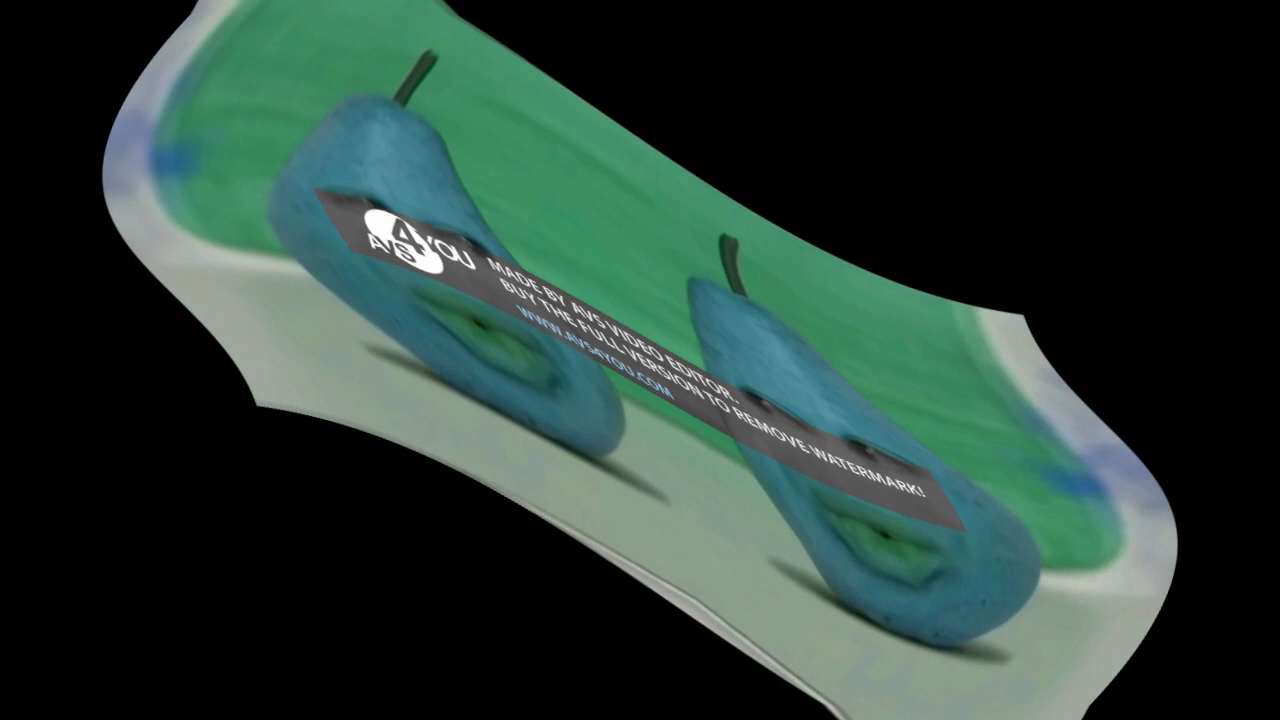 AVS4YOU
MADE BY AVS VIDEO EDITOR.
BUY THE FULL VERSION TO REMOVE WATERMARK!
WWW.AVS4YOU.COM